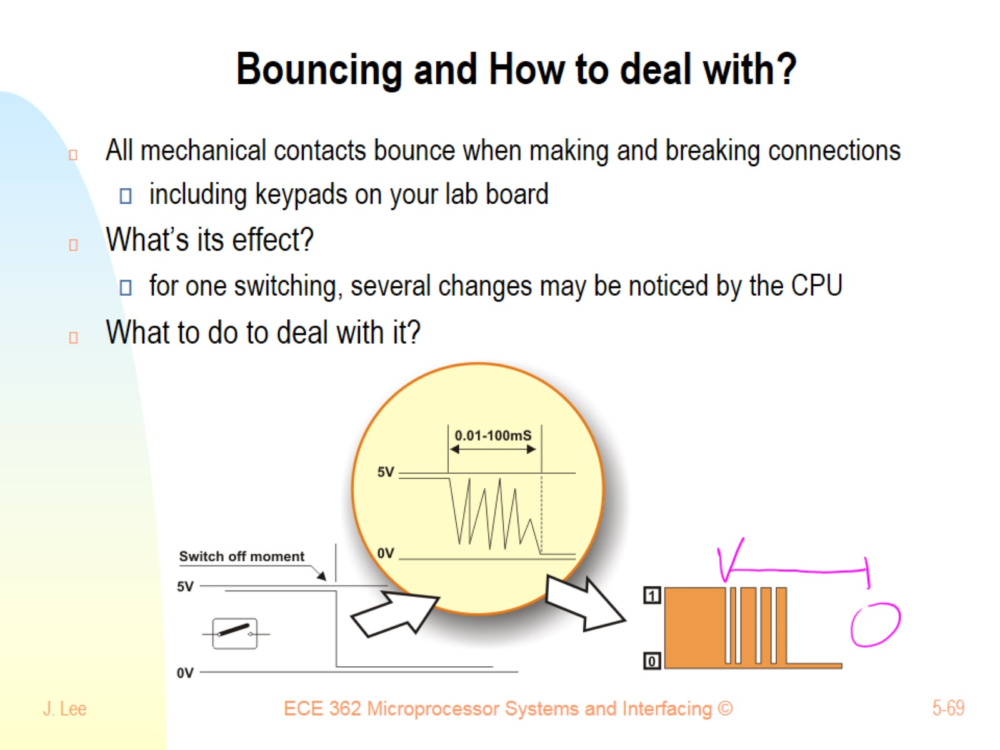 Bouncing and How to deal with?
All mechanical contacts bounce when making and breaking connections
including keypads on your lab board
What's its effect?
for one switching, several changes may be noticed by the CPU
What to do to deal with it?
0.01-100mS
5V
0V
Switch off moment
5V
0V
1
0
0
J. Lee
ECE 362 Microprocessor Systems and Interfacing ©
5-69